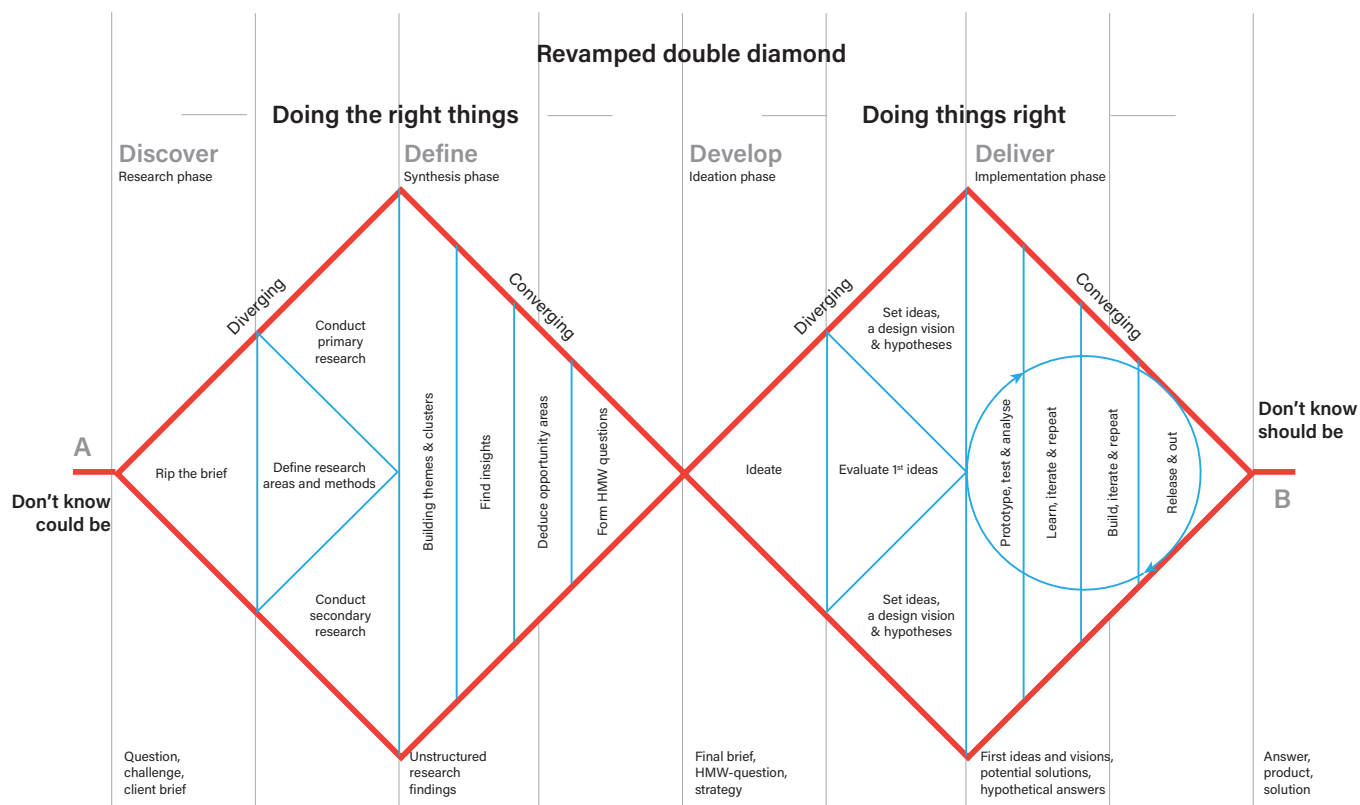 Revamped double diamond
Doing the right things
Doing things right
Discover
Research phase
Define
Synthesis phase
Develop
Ideation phase
Deliver
Implementation phase
Diverging
Converging
Diverging
Converging
A
Don't know
could be
Rip the brief
Conduct
primary
research
Define research
areas and methods
Conduct
secondary
research
Building themes & clusters
Find insights
Deduce opportunity areas
Form HMW questions
Ideate
Set ideas,
a design vision
& hypotheses
Evaluate 1st ideas
Set ideas,
a design vision
& hypotheses
Prototype, test & analyse
Learn, iterate & repeat
Build, iterate & repeat
Release & out
Don't know
should be
B
Question,
challenge,
client brief
Unstructured
research
findings
Final brief,
HMW-question,
strategy
First ideas and visions,
potential solutions,
hypothetical answers
Answer,
product,
solution